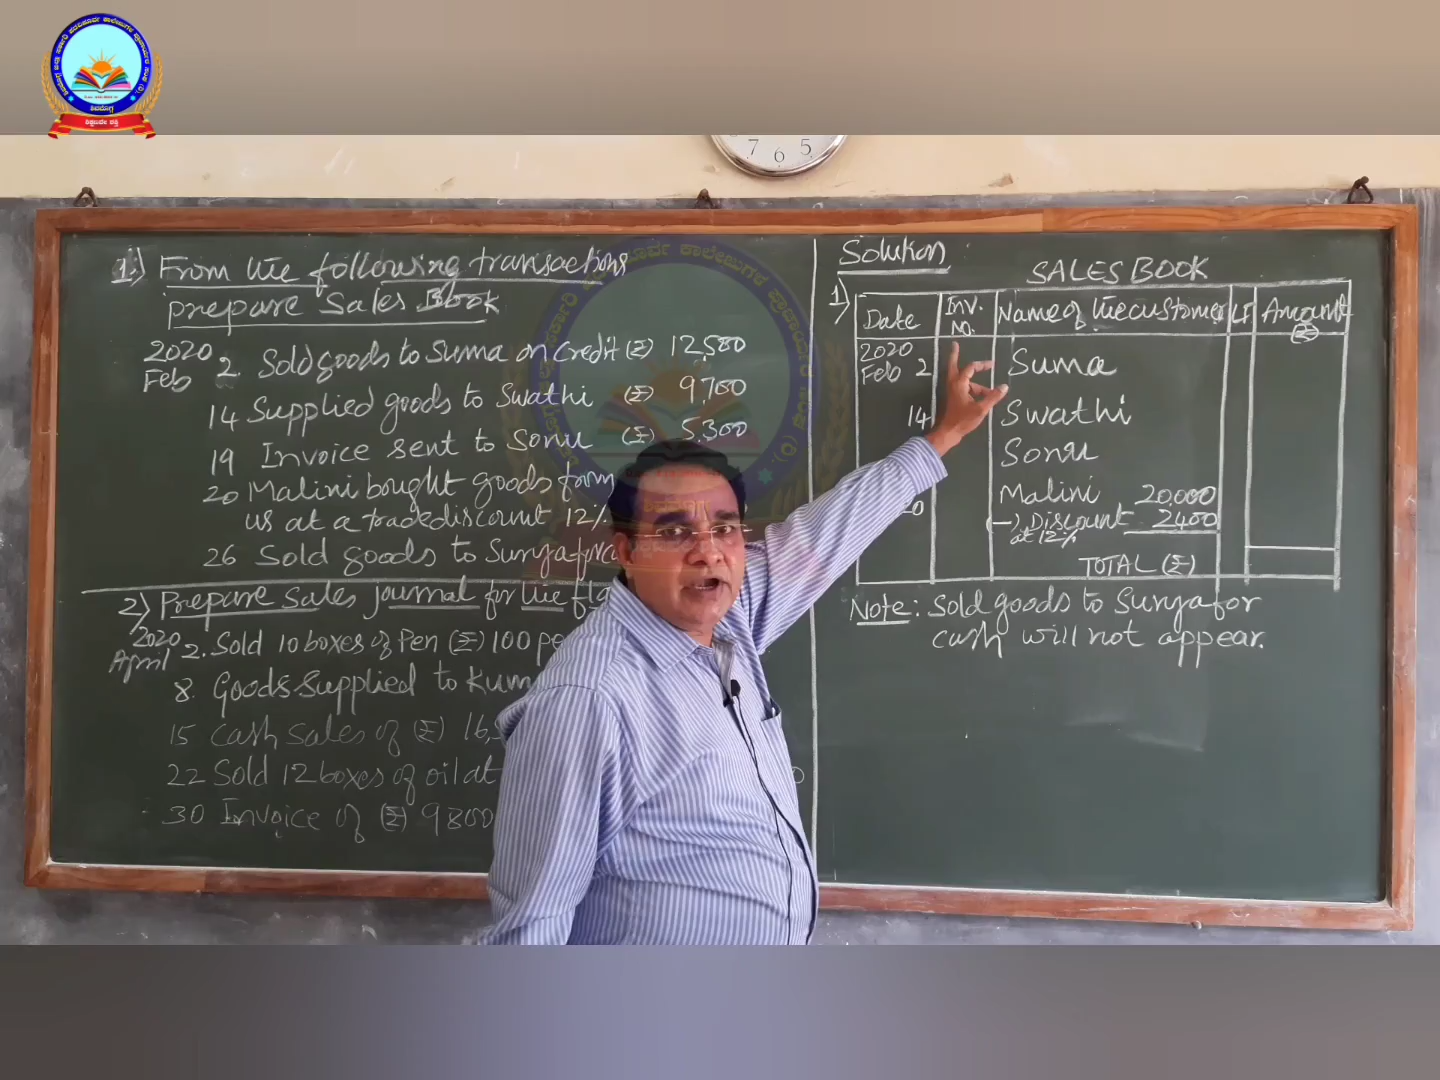 7 6 5
1.) From the following transactions
prepare Sales Book
2020
Feb 2. Sold goods to Suma on Credit (₹) 12,500
14 Supplied goods to Swathi (₹) 9,700
19 Invoice sent to Sonu (₹) 5,300
20 Malini bought goods from
us at a trade discount 12%
26 Sold goods to Surya for
2) Prepare Sales Journal for the
2020
April 2. Sold 10 boxes of Pen (₹) 100
8. Goods Supplied to
15 Cash sales of (₹)
22 Sold 12 boxes of oil at
30 Invoice of (₹) 9800
Solution
SALES BOOK
1)
Date Inv. No. Name of the customer LF Amount (₹)
2020
Feb 2 Suma
14 Swathi
Sonu
20 Malini 20,000
(-) Discount 2400
at 12%
TOTAL (₹)
Note: Sold goods to Surya for
cash will not appear.